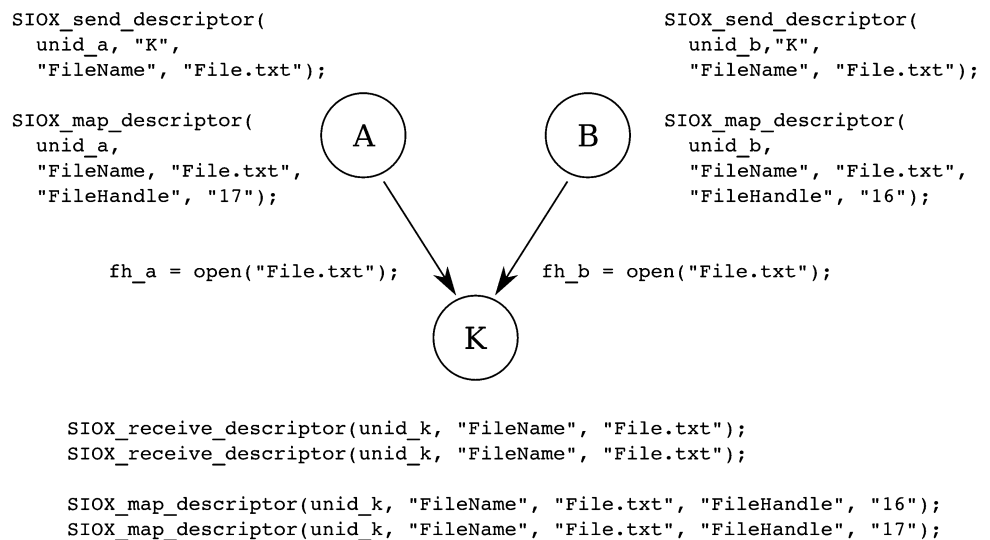 SIOX_send_descriptor(
unid_a, "K",
"FileName", "File.txt");
SIOX_map_descriptor(
unid_a,
"FileName, "File.txt",
"FileHandle", "17");
SIOX_send_descriptor(
unid_b,"K",
"FileName", "File.txt");
SIOX_map_descriptor(
unid_b,
"FileName", "File.txt",
"FileHandle", "16");
A
B
fh_a = open("File.txt");
fh_b = open("File.txt");
K
SIOX_receive_descriptor(unid_k, "FileName", "File.txt");
SIOX_receive_descriptor(unid_k, "FileName", "File.txt");
SIOX_map_descriptor(unid_k, "FileName", "File.txt", "FileHandle", "16");
SIOX_map_descriptor(unid_k, "FileName", "File.txt", "FileHandle", "17");